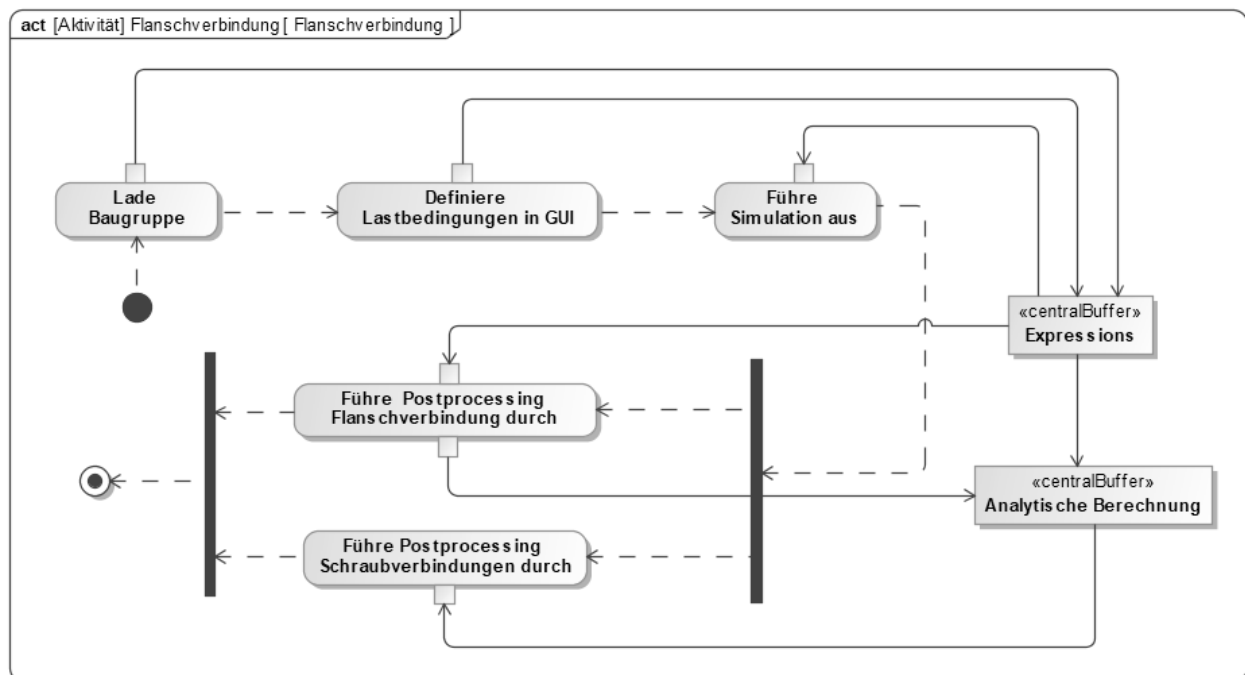 act [Aktivität] Flanschverbindung [ Flanschverbindung ]
Lade
Baugruppe
Definiere
Lastbedingungen in GUI
Führe
Simulation aus
«centralBuffer»
Expressions
Führe Postprocessing
Flanschverbindung durch
«centralBuffer»
Analytische Berechnung
Führe Postprocessing
Schraubverbindungen durch